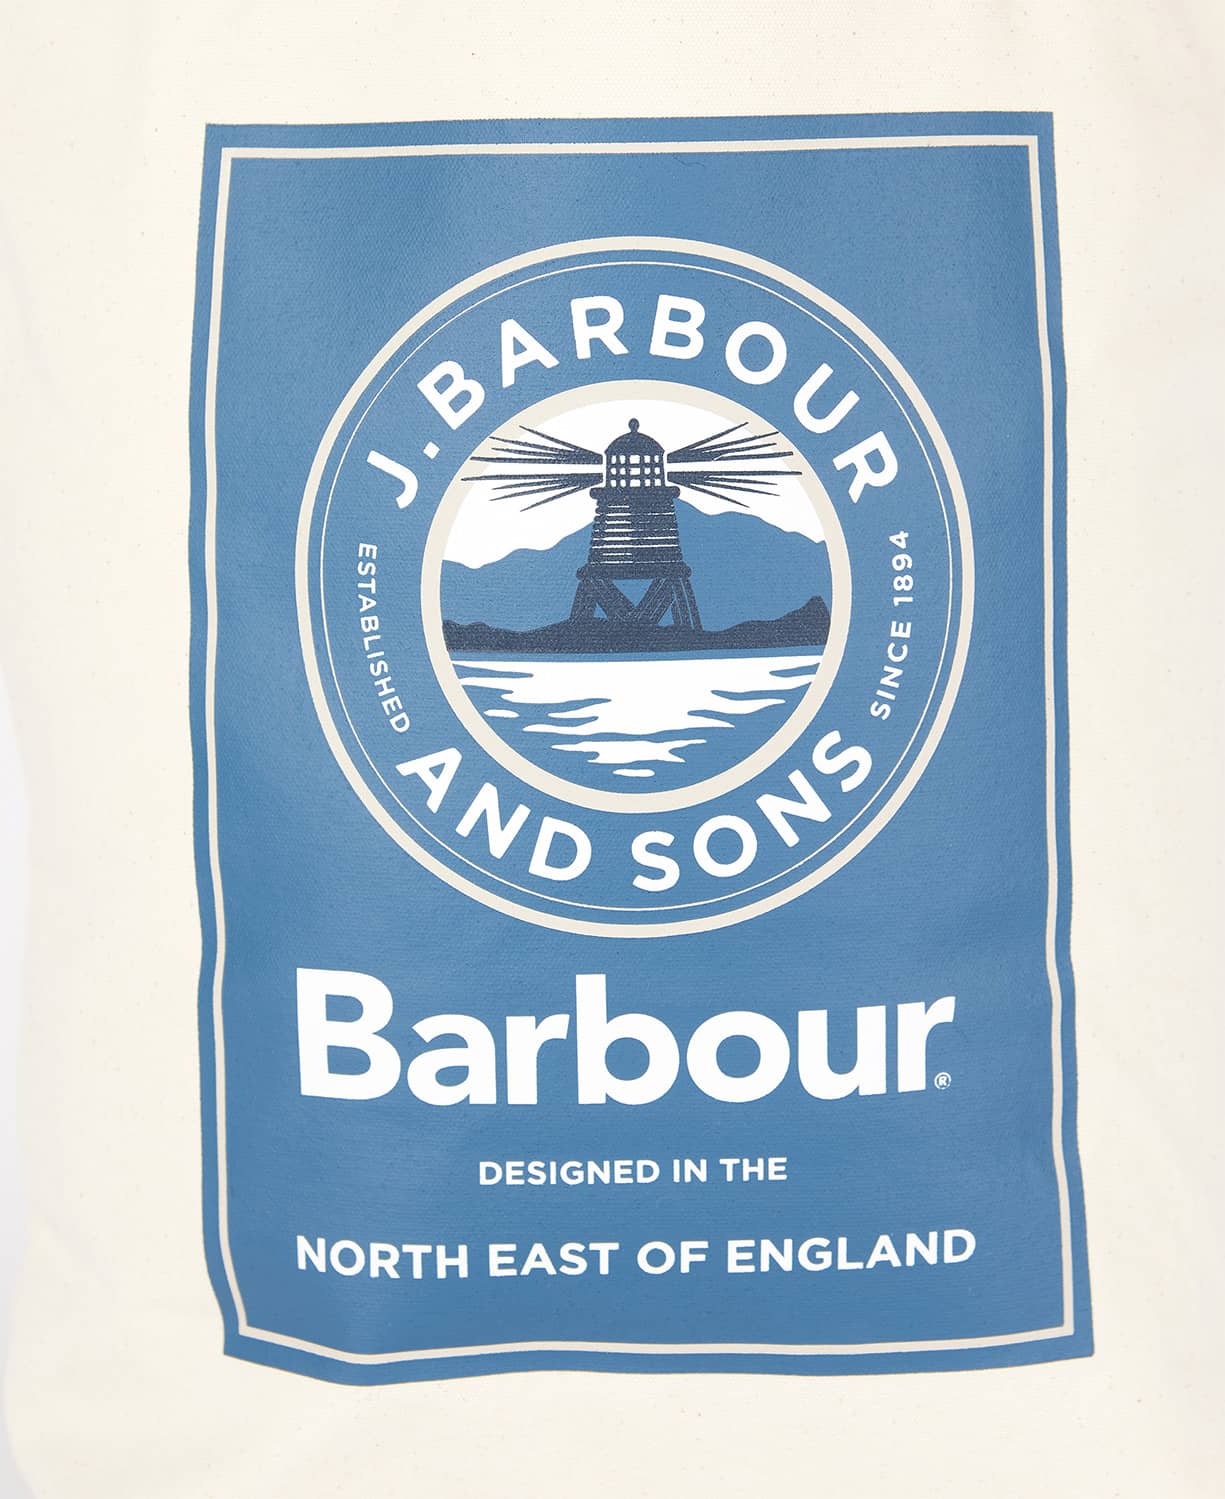 J.BARBOUR
ESTABLISHED
SINCE 1894
AND SONS
Barbour®
DESIGNED IN THE
NORTH EAST OF ENGLAND